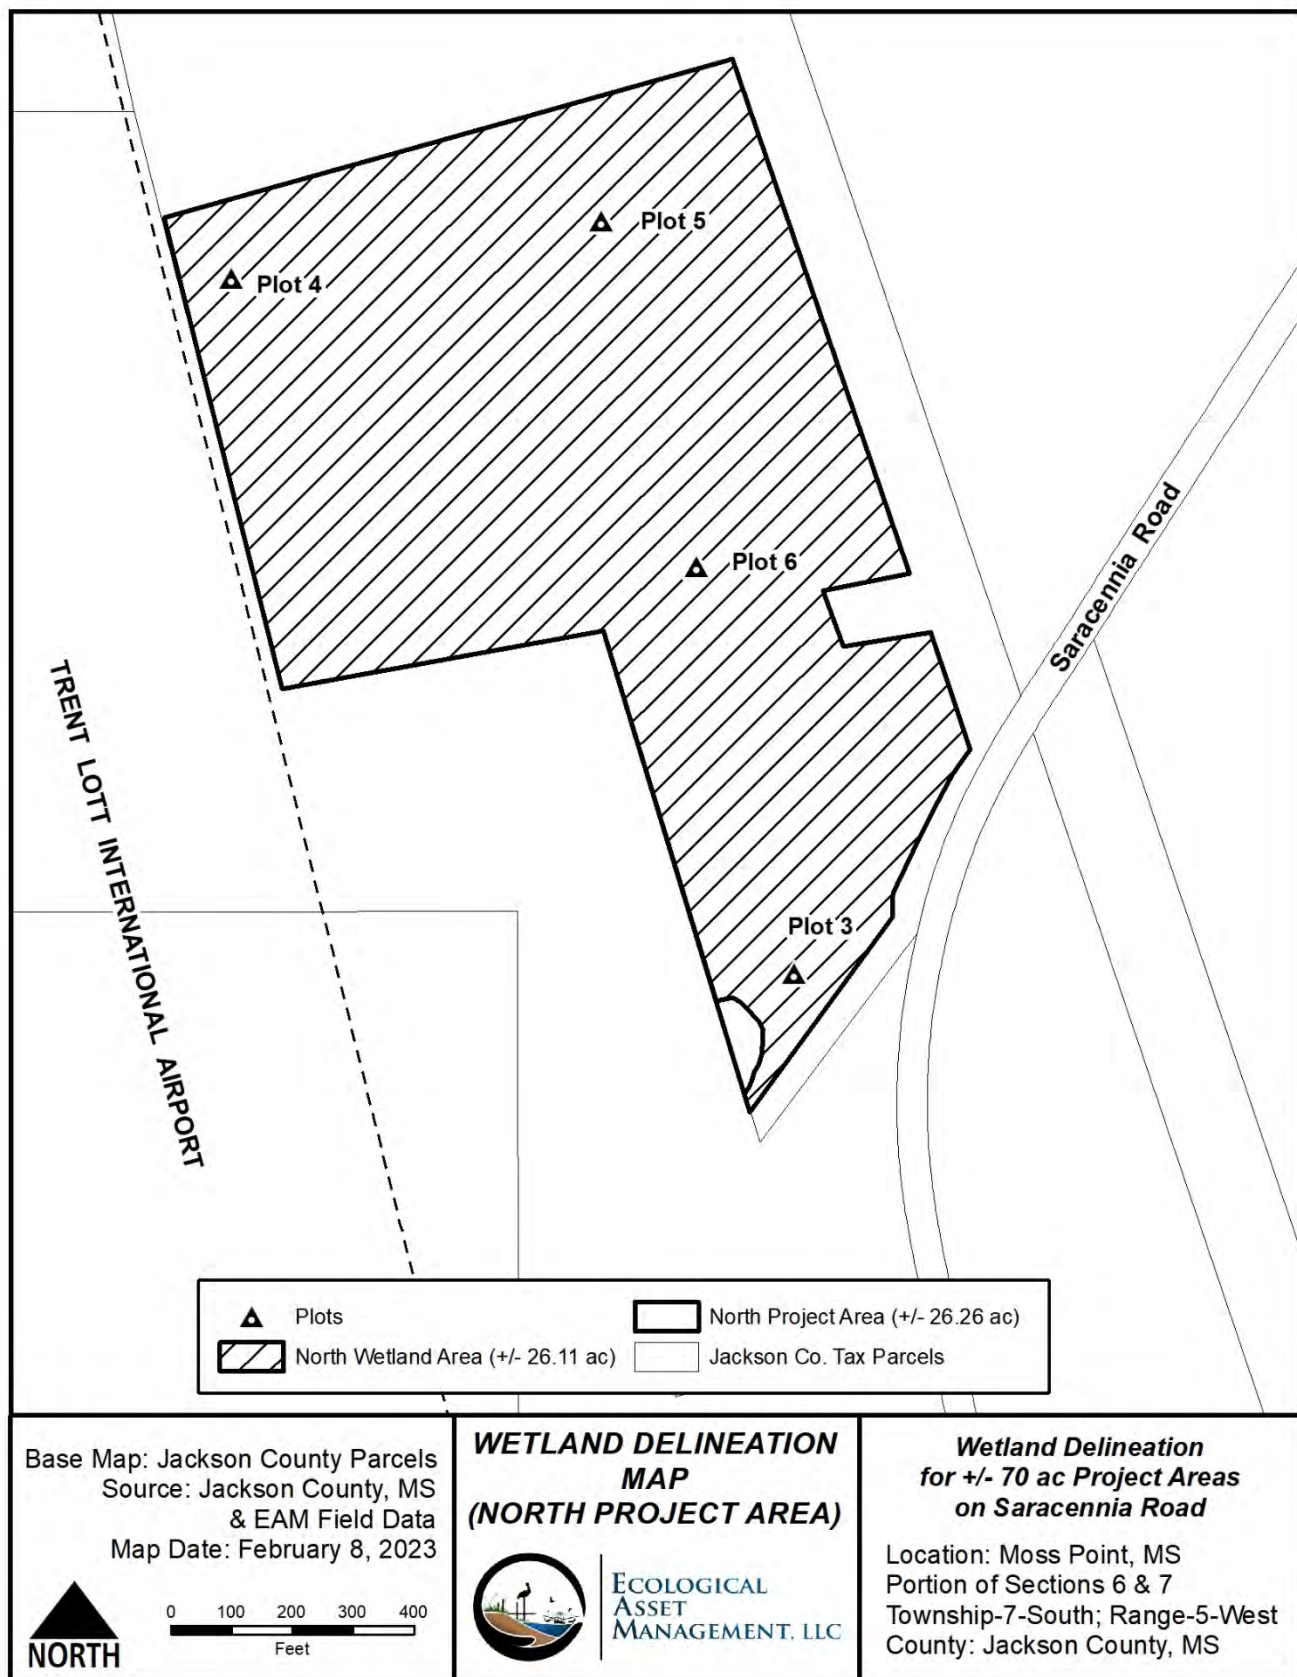 Plot 5
Plot 4
Plot 6
Saracennia Road
TRENT LOTT INTERNATIONAL AIRPORT
Plot 3
Plots
North Project Area (+/- 26.26 ac)
North Wetland Area (+/- 26.11 ac)
Jackson Co. Tax Parcels
Base Map: Jackson County Parcels
Source: Jackson County, MS
& EAM Field Data
Map Date: February 8, 2023
NORTH
0 100 200 300 400
Feet
WETLAND DELINEATION
MAP
(NORTH PROJECT AREA)
ECOLOGICAL
ASSET
MANAGEMENT, LLC
Wetland Delineation
for +/- 70 ac Project Areas
on Saracennia Road
Location: Moss Point, MS
Portion of Sections 6 & 7
Township-7-South; Range-5-West
County: Jackson County, MS